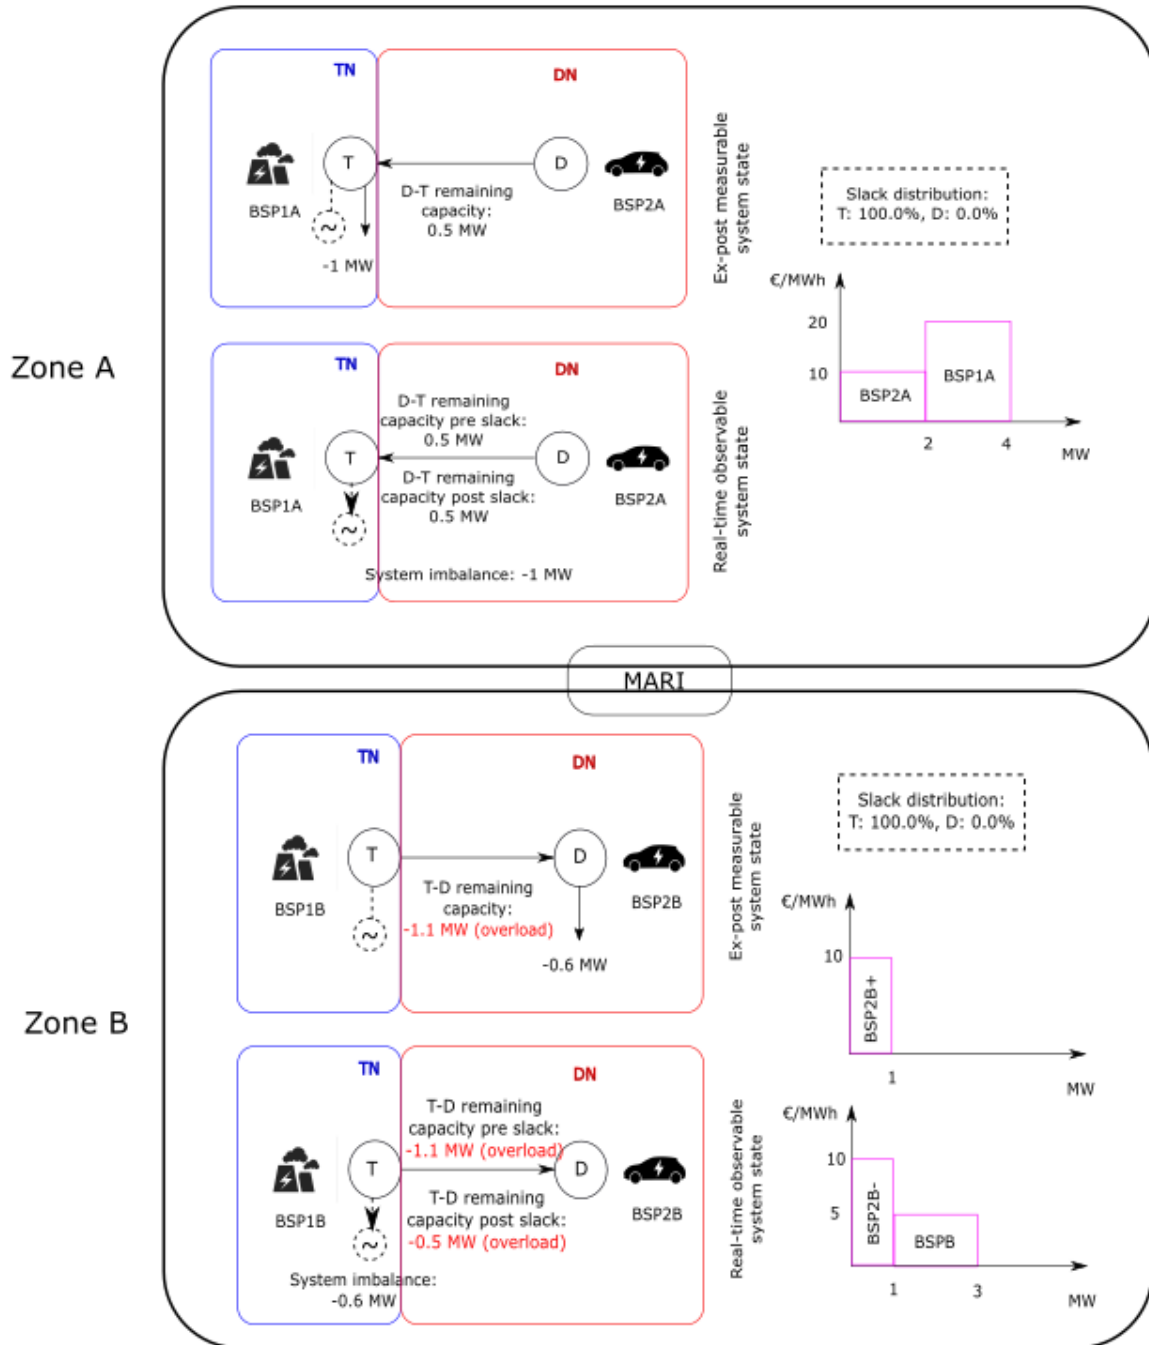 Zone A
TN
DN
T
D
BSP1A
BSP2A
~
-1 MW
D-T remaining
capacity:
0.5 MW
Ex-post measurable
system state
Slack distribution:
T: 100.0%, D: 0.0%
€/MWh
20
10
BSP2A
BSP1A
2
4
MW
TN
DN
D-T remaining
capacity pre slack:
0.5 MW
T
D
BSP1A
BSP2A
D-T remaining
capacity post slack:
0.5 MW
~
System imbalance: -1 MW
Real-time observable
system state
MARI
Zone B
TN
DN
T
D
BSP1B
BSP2B
~
T-D remaining
capacity:
-1.1 MW (overload)
-0.6 MW
Ex-post measurable
system state
Slack distribution:
T: 100.0%, D: 0.0%
€/MWh
10
BSP2B+
1
MW
TN
DN
T-D remaining
capacity pre slack:
-1.1 MW (overload)
T
D
BSP1B
BSP2B
T-D remaining
capacity post slack:
-0.5 MW (overload)
~
System imbalance:
-0.6 MW
Real-time observable
system state
€/MWh
10
5
BSP2B-
BSPB
1
3
MW